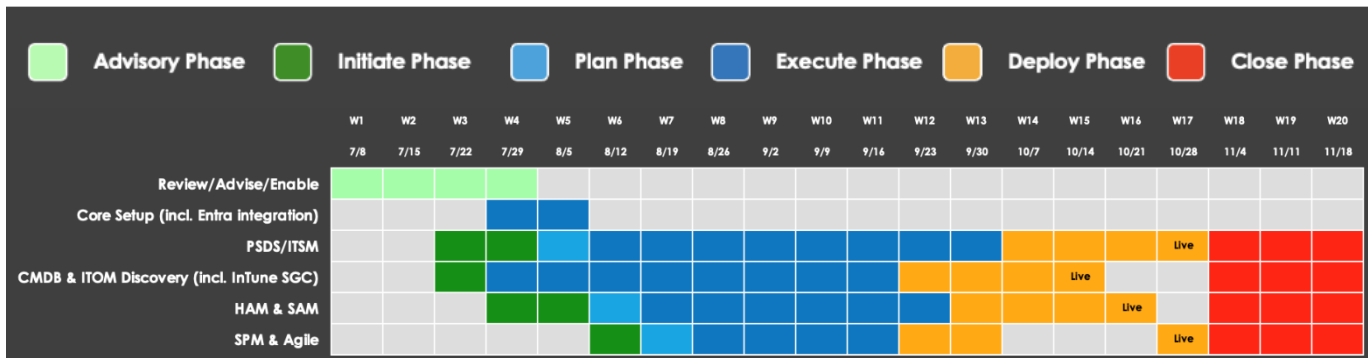 Advisory Phase Initiate Phase Plan Phase Execute Phase Deploy Phase Close Phase
W1 W2 W3 W4 W5 W6 W7 W8 W9 W10 W11 W12 W13 W14 W15 W16 W17 W18 W19 W20
7/8 7/15 7/22 7/29 8/5 8/12 8/19 8/26 9/2 9/9 9/16 9/23 9/30 10/7 10/14 10/21 10/28 11/4 11/11 11/18
Review/Advise/Enable
Core Setup (incl. Entra integration)
PSDS/ITSM Live
CMDB & ITOM Discovery (incl. InTune SGC) Live
HAM & SAM Live
SPM & Agile Live